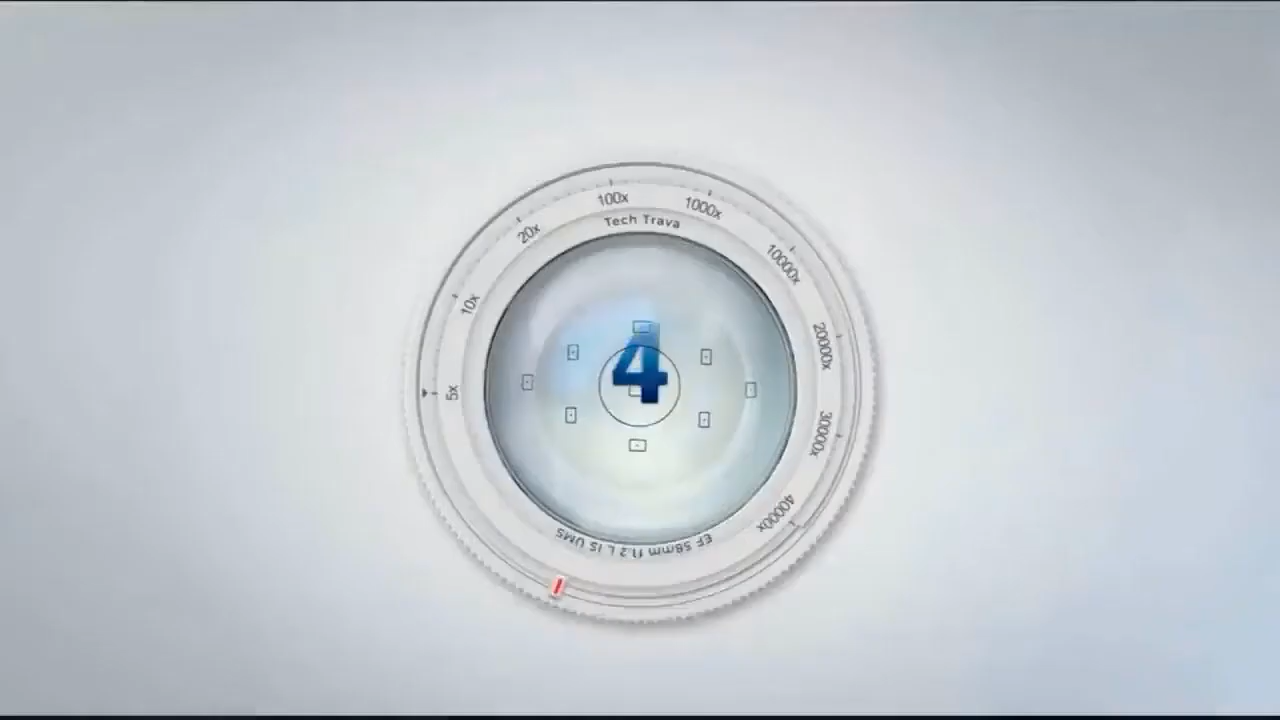 5x
10x
20x
100x
1000x
10000x
20000x
30000x
40000x
Tech Trava
4
EF 58mm f1.2 L IS UMS